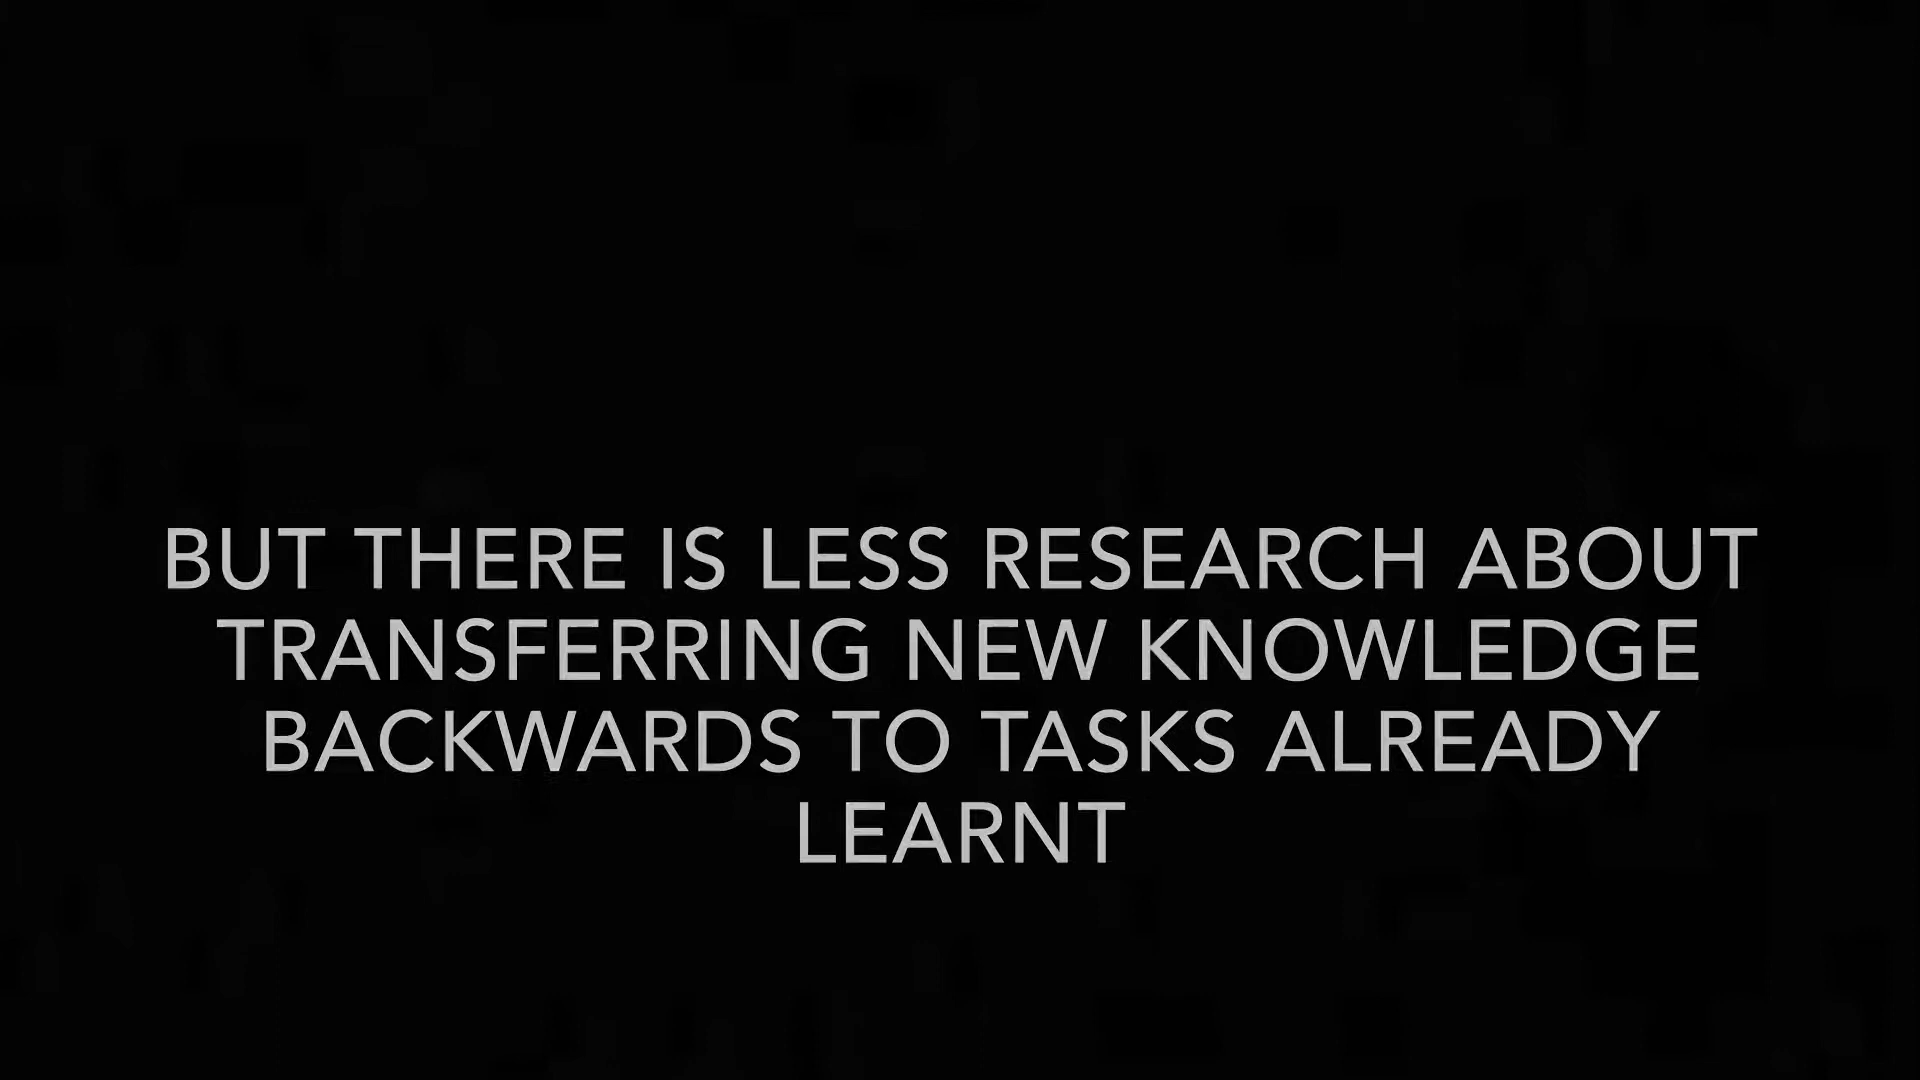 BUT THERE IS LESS RESEARCH ABOUT
TRANSFERRING NEW KNOWLEDGE
BACKWARDS TO TASKS ALREADY
LEARNT